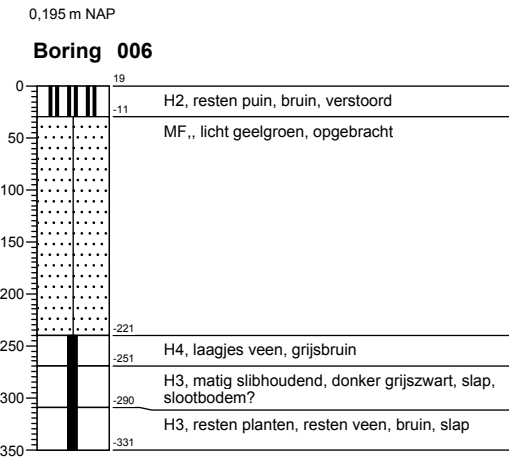 0,195 m NAP
Boring 006
0
19
H2, resten puin, bruin, verstoord
-11
MF,, licht geelgroen, opgebracht
50
100
150
200
-221
250
H4, laagjes veen, grijsbruin
-251
H3, matig slibhoudend, donker grijszwart, slap,
slootbodem?
300
-290
H3, resten planten, resten veen, bruin, slap
-331
350